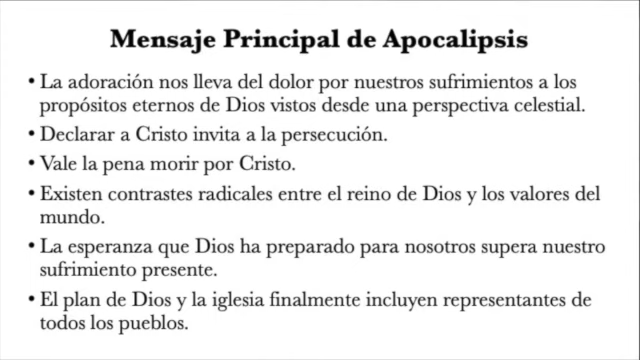 Mensaje Principal de Apocalipsis
• La adoración nos lleva del dolor por nuestros sufrimientos a los
propósitos eternos de Dios vistos desde una perspectiva celestial.
• Declarar a Cristo invita a la persecución.
• Vale la pena morir por Cristo.
• Existen contrastes radicales entre el reino de Dios y los valores del
mundo.
• La esperanza que Dios ha preparado para nosotros supera nuestro
sufrimiento presente.
• El plan de Dios y la iglesia finalmente incluyen representantes de
todos los pueblos.